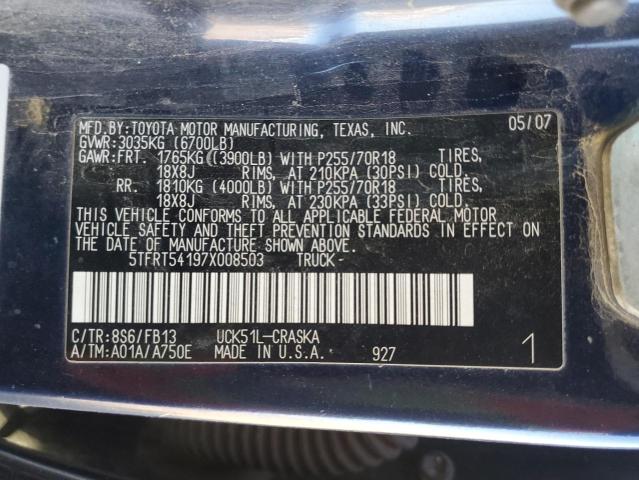 MFD.BY:TOYOTA MOTOR MANUFACTURING, TEXAS, INC. 05/07
GVWR:3035KG (6700LB)
GAWR:FRT. 1765KG (3900LB) WITH P255/70R18 TIRES,
18X8J RIMS, AT 210KPA (30PSI) COLD.
RR. 1810KG (4000LB) WITH P255/70R18 TIRES,
18X8J RIMS, AT 230KPA (33PSI) COLD.
THIS VEHICLE CONFORMS TO ALL APPLICABLE FEDERAL MOTOR
VEHICLE SAFETY AND THEFT PREVENTION STANDARDS IN EFFECT ON
THE DATE OF MANUFACTURE SHOWN ABOVE.
5TFRT54197X008503 TRUCK-
C/TR:8S6/FB13 UCK51L-CRASKA
A/TM:A01A/A750E MADE IN U.S.A. 927 1